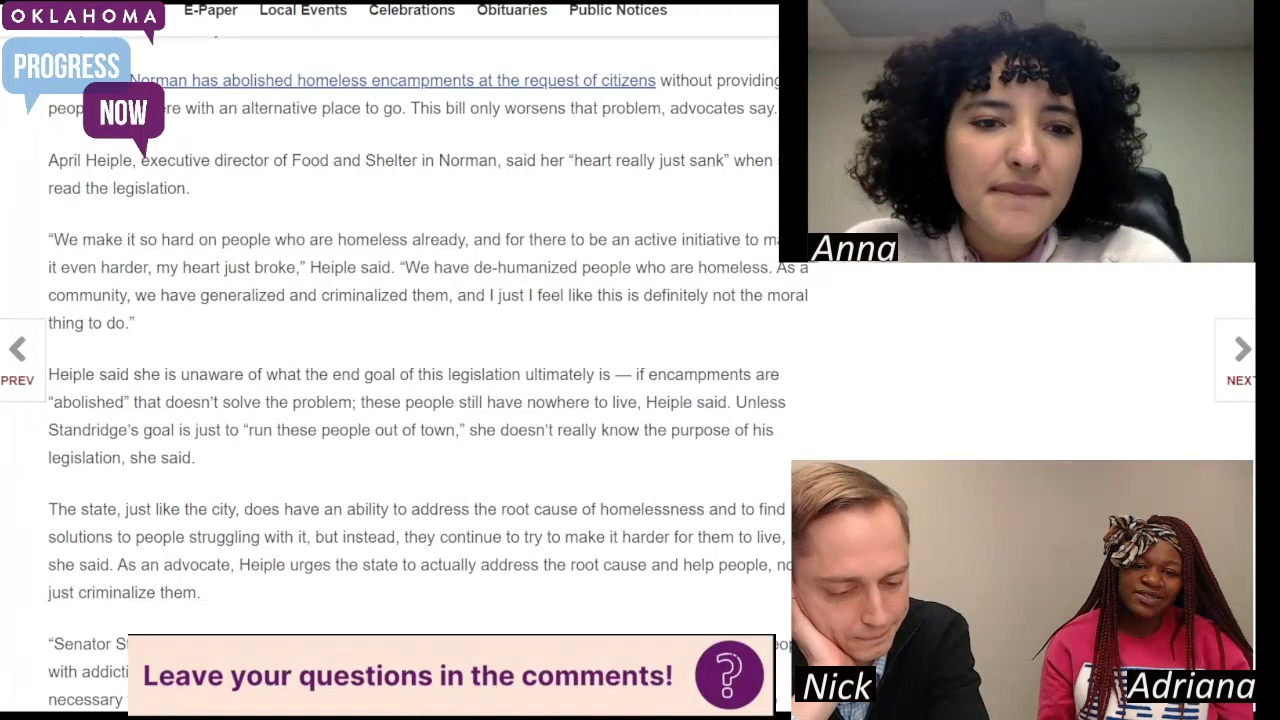 OKLAHOMA
PROGRESS
NOW
E-Paper Local Events Celebrations Obituaries Public Notices
Norman has abolished homeless encampments at the request of citizens without providing
with an alternative place to go. This bill only worsens that problem, advocates say.
April Heiple, executive director of Food and Shelter in Norman, said her “heart really just sank” when
read the legislation.
“We make it so hard on people who are homeless already, and for there to be an active initiative to
it even harder, my heart just broke,” Heiple said. “We have de-humanized people who are homeless. As a
community, we have generalized and criminalized them, and I just I feel like this is definitely not the moral
thing to do.”
Heiple said she is unaware of what the end goal of this legislation ultimately is — if encampments are
“abolished” that doesn’t solve the problem; these people still have nowhere to live, Heiple said. Unless
Standridge’s goal is just to “run these people out of town,” she doesn’t really know the purpose of his
legislation, she said.
The state, just like the city, does have an ability to address the root cause of homelessness and to find
solutions to people struggling with it, but instead, they continue to try to make it harder for them to live,
she said. As an advocate, Heiple urges the state to actually address the root cause and help people,
just criminalize them.
“Senator
with
necessary
PREV
NEXT
Leave your questions in the comments!
?
Anna
Nick
Adriana